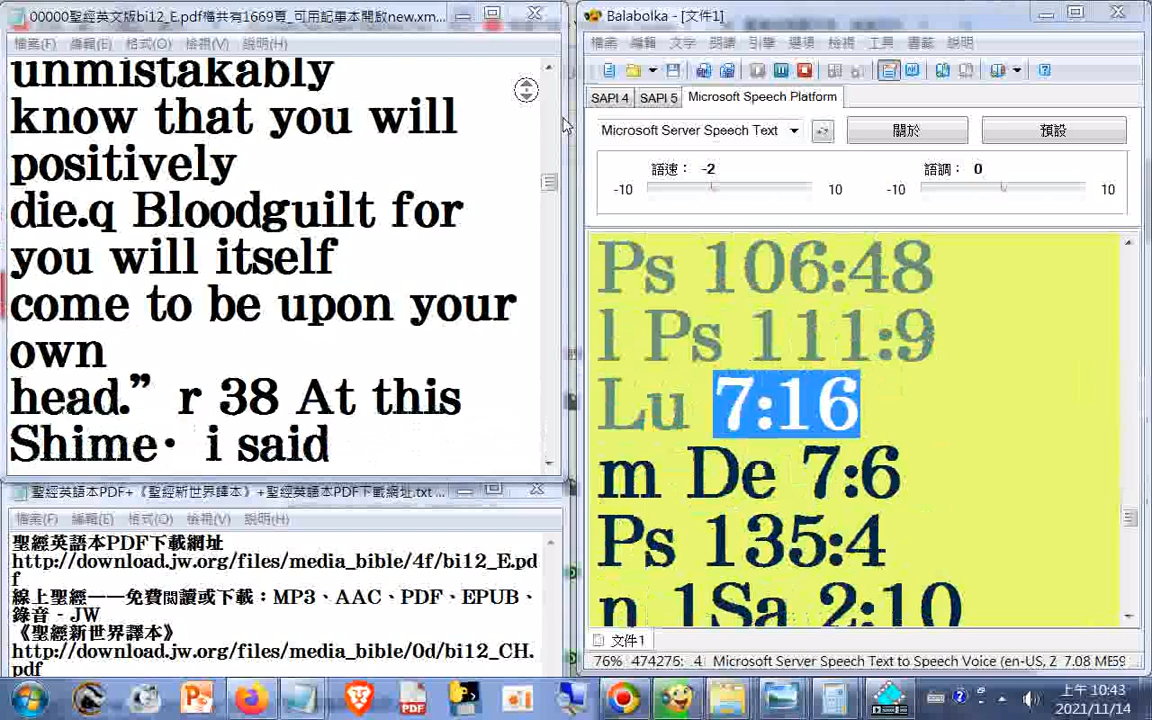 00000聖經英文版bi12_E.pdf檔共有1669頁_可用記事本開啟new.xm...
檔案(F) 編輯(E) 格式(O) 檢視(V) 說明(H)
unmistakably
know that you will
positively
die.q Bloodguilt for
you will itself
come to be upon your
own
head.” r 38 At this
Shime· i said
聖經英語本PDF+《聖經新世界譯本》+聖經英語本PDF下載網址.txt ...
檔案(F) 編輯(E) 格式(O) 檢視(V) 說明(H)
聖經英語本PDF下載網址
http://download.jw.org/files/media_bible/4f/bi12_E.pd
f
線上聖經──免費閱讀或下載：MP3、AAC、PDF、EPUB、
錄音 - JW
《聖經新世界譯本》
http://download.jw.org/files/media_bible/0d/bi12_CH.
pdf
Balabolka - [文件1]
檔案 編輯 文字 朗讀 引擎 選項 檢視 工具 書籤 說明
SAPI 4 SAPI 5 Microsoft Speech Platform
Microsoft Server Speech Text 關於 預設
語速： -2 語調： 0
-10 10 -10 10
Ps 106:48
l Ps 111:9
Lu 7:16
m De 7:6
Ps 135:4
n 1Sa 2:10
文件1
76% 474275: 4 Microsoft Server Speech Text to Speech Voice (en-US, Z 7.08 ME59
PDF
上午 10:43
2021/11/14